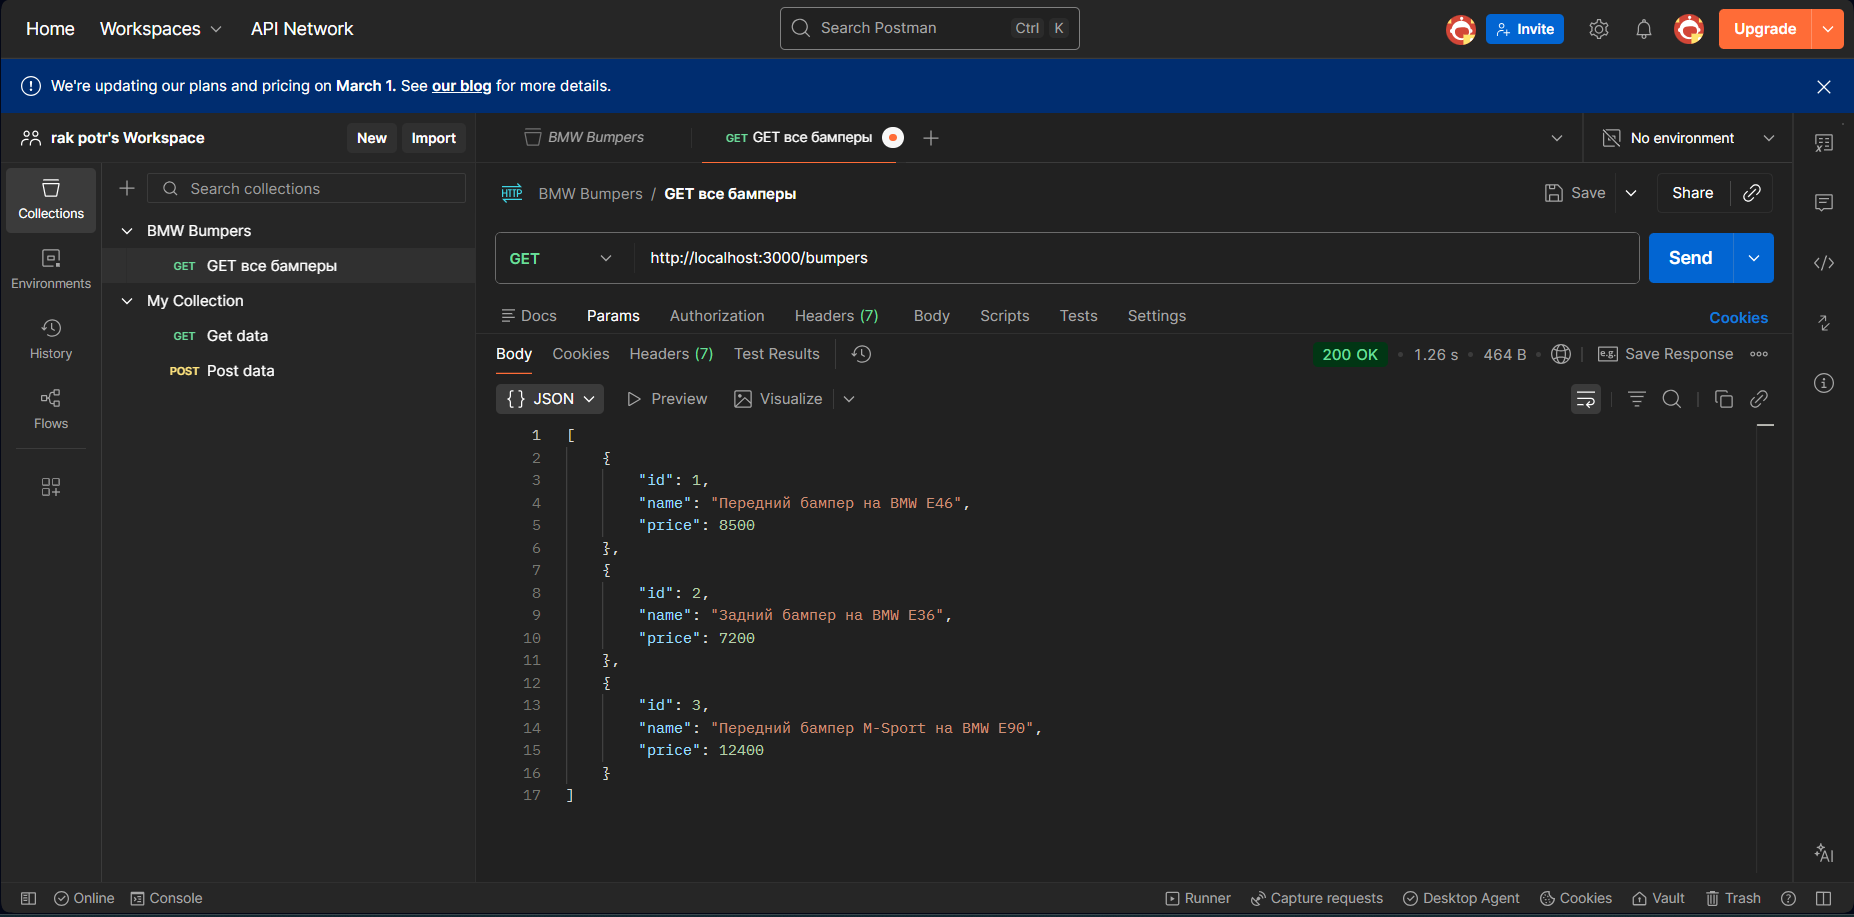 Home Workspaces API Network Search Postman Ctrl K Invite Upgrade
We're updating our plans and pricing on March 1. See our blog for more details.
rak potr's Workspace New Import
BMW Bumpers GET GET все бамперы No environment
Collections
Environments
History
Flows
Search collections
BMW Bumpers
GET GET все бамперы
My Collection
GET Get data
POST Post data
HTTP BMW Bumpers / GET все бамперы Save Share
GET http://localhost:3000/bumpers Send
Docs Params Authorization Headers (7) Body Scripts Tests Settings Cookies
Body Cookies Headers (7) Test Results 200 OK 1.26 s 464 B e.g. Save Response
{} JSON Preview Visualize
1 [
2 {
3 "id": 1,
4 "name": "Передний бампер на BMW E46",
5 "price": 8500
6 },
7 {
8 "id": 2,
9 "name": "Задний бампер на BMW E36",
10 "price": 7200
11 },
12 {
13 "id": 3,
14 "name": "Передний бампер M-Sport на BMW E90",
15 "price": 12400
16 }
17 ]
AI
Online Console Runner Capture requests Desktop Agent Cookies Vault Trash